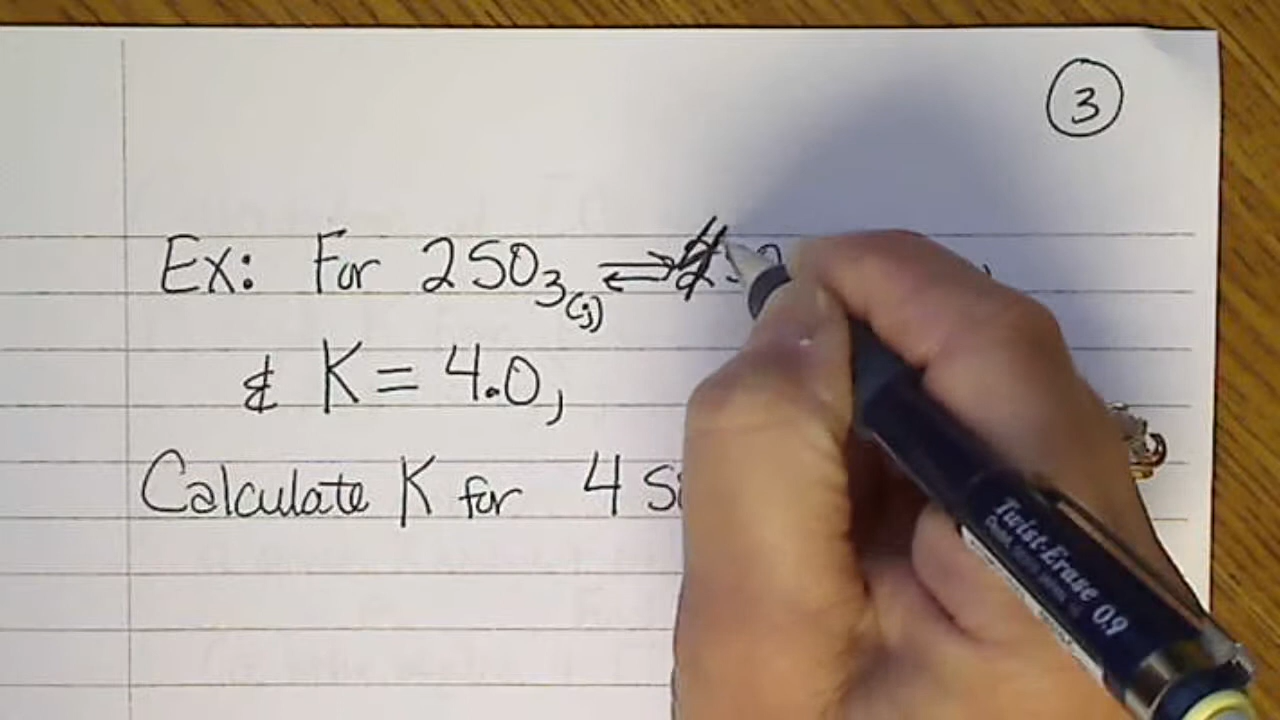 3
Ex: For 2SO3(g) ⇌
& K = 4.0,
Calculate K for 4
Twist-Erase 0.9